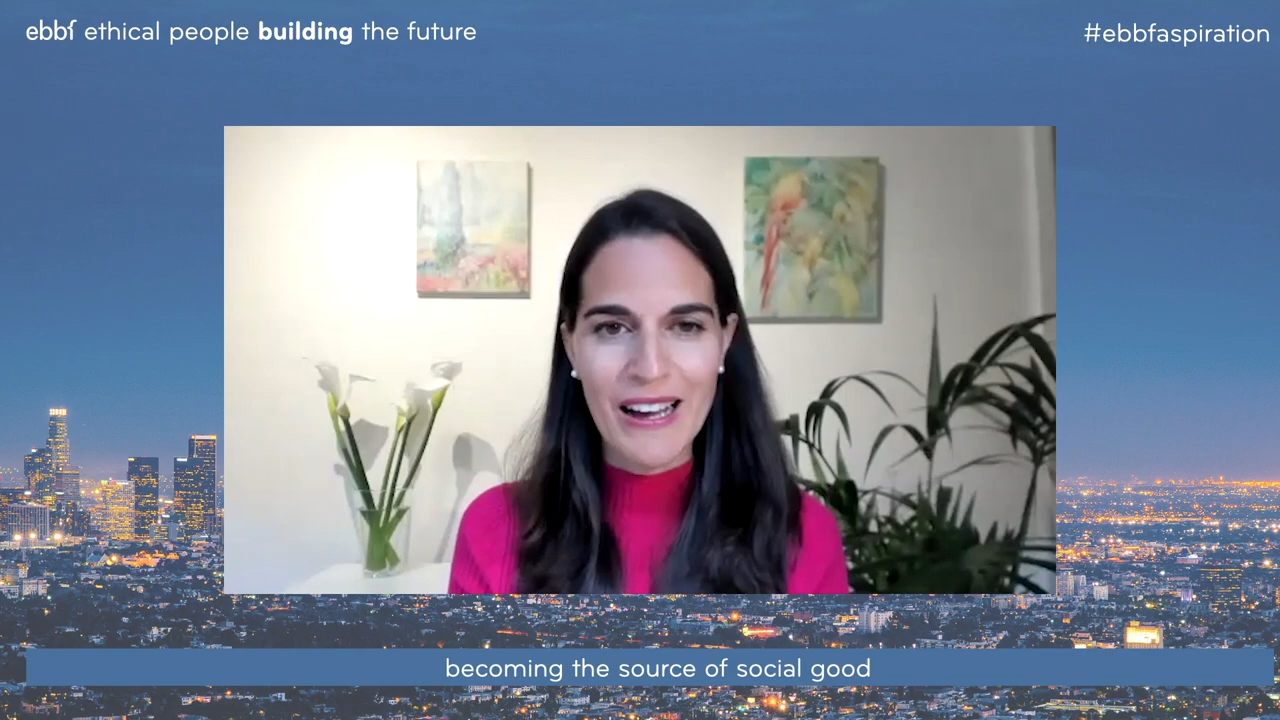 ebbf ethical people building the future
#ebbfaspiration
becoming the source of social good